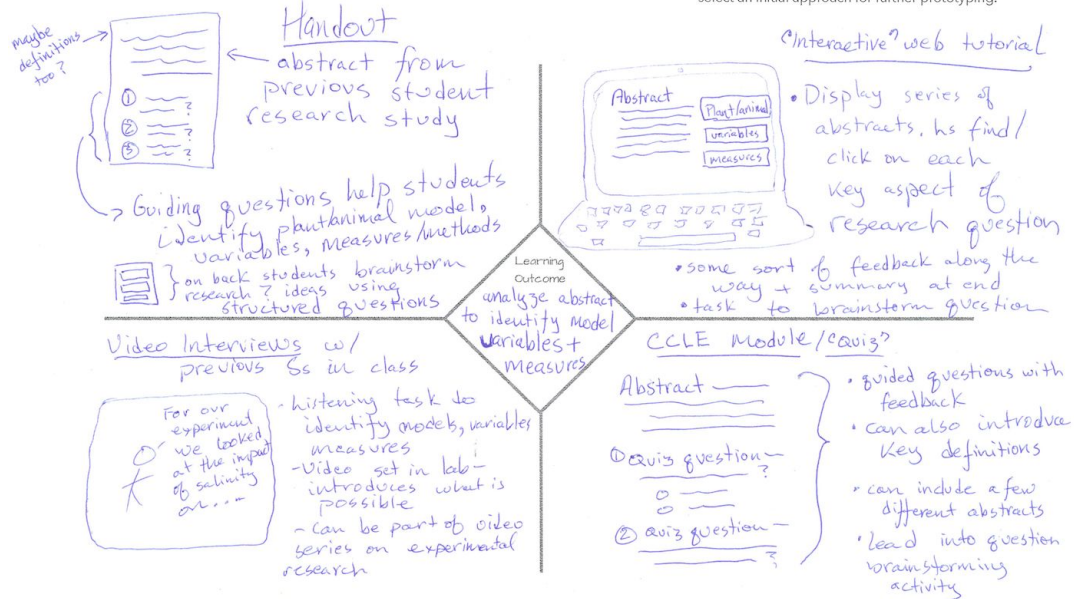 select an initial approach for further prototyping.
Handout
maybe
definitions
too?
abstract from
previous student
research study
①
?
②
?
③
?
Guiding questions help students
identify plant/animal model,
variables, measures/methods
on back students brainstorm
research ? ideas using
structured questions
"Interactive" web tutorial
Abstract
Plant/animal
variables
measures
• Display series of
abstracts, hs find/
click on each
key aspect of
research question
• some sort of feedback along the
way + summary at end
• task to brainstorm question
Learning
Outcome
analyze abstract
to identify model
variables +
measures
Video Interviews w/
previous Ss in class
For our
experiment
we looked
at the impact
of salinity
on....
- Listening task to
identify models, variables
measures
- Video set in lab -
introduces what is
possible
- Can be part of video
series on experimental
research
CCLE Module/"Quiz"
Abstract
① Quiz question
?
② Quiz question
?
• guided questions with
feedback
• can also introduce
key definitions
• can include a few
different abstracts
• lead into question
brainstorming
activity